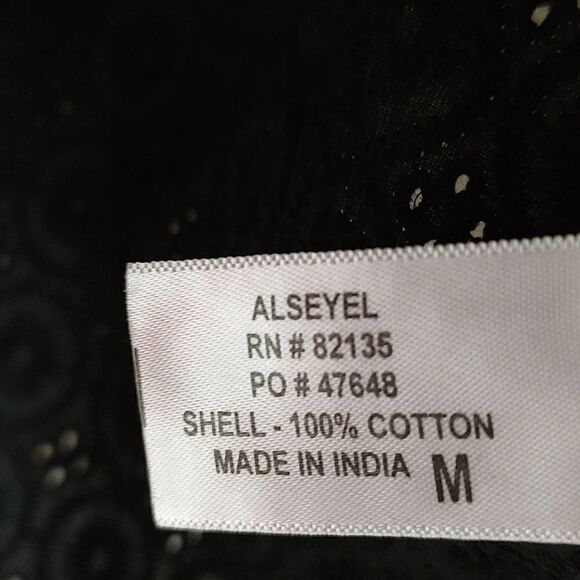 ALSEYEL
RN # 82135
PO # 47648
SHELL - 100% COTTON
MADE IN INDIA M